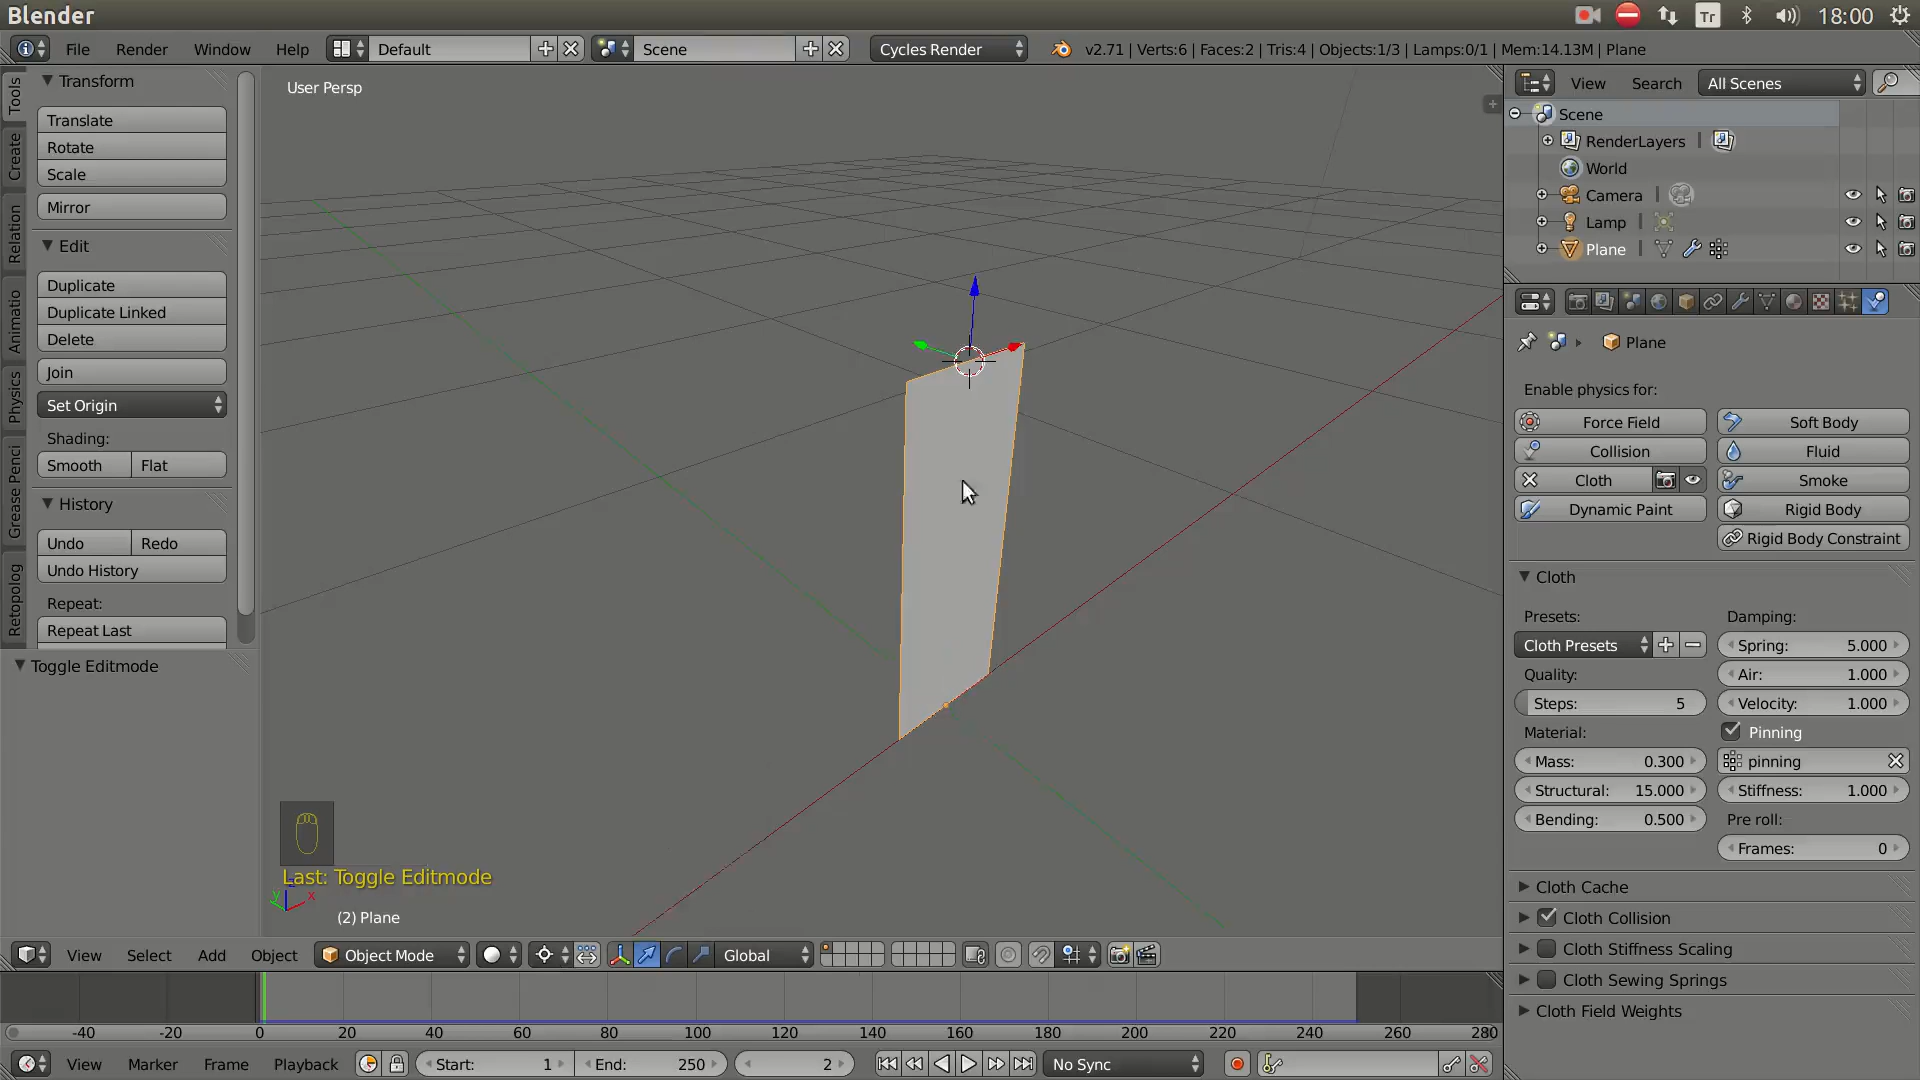 Blender
Tr
18:00
File
Render
Window
Help
Default
Scene
Cycles Render
v2.71 | Verts:6 | Faces:2 | Tris:4 | Objects:1/3 | Lamps:0/1 | Mem:14.13M | Plane
Tools
Create
Relation
Animatio
Physics
Grease Penci
Retopolog
Transform
Translate
Rotate
Scale
Mirror
Edit
Duplicate
Duplicate Linked
Delete
Join
Set Origin
Shading:
Smooth
Flat
History
Undo
Redo
Undo History
Repeat:
Repeat Last
Toggle Editmode
User Persp
Last: Toggle Editmode
y
x
(2) Plane
View
Select
Add
Object
Object Mode
Global
-40
-20
0
20
40
60
80
100
120
140
160
180
200
220
240
260
280
View
Marker
Frame
Playback
Start:
1
End:
250
2
No Sync
View
Search
All Scenes
Scene
RenderLayers
World
Camera
Lamp
Plane
Plane
Enable physics for:
Force Field
Soft Body
Collision
Fluid
Cloth
Smoke
Dynamic Paint
Rigid Body
Rigid Body Constraint
Cloth
Presets:
Damping:
Cloth Presets
Spring: 5.000
Quality:
Air: 1.000
Steps: 5
Velocity: 1.000
Material:
Pinning
Mass: 0.300
pinning
Structural: 15.000
Stiffness: 1.000
Bending: 0.500
Pre roll:
Frames: 0
Cloth Cache
Cloth Collision
Cloth Stiffness Scaling
Cloth Sewing Springs
Cloth Field Weights